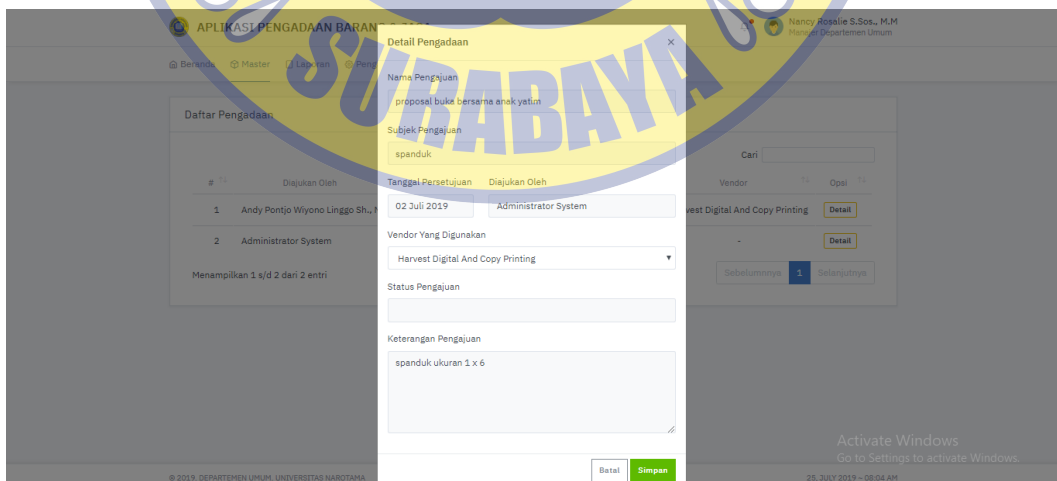 APLIKASI PENGADAAN BARANG & JASA
Nancy Rosalie S.Sos., M.M
Manajer Departemen Umum
Beranda Master Laporan
SURABAYA
Detail Pengadaan ×
Nama Pengajuan
proposal buka bersama anak yatim
Subjek Pengajuan
spanduk
Tanggal Persetujuan Diajukan Oleh
02 Juli 2019 Administrator System
Vendor Yang Digunakan
Harvest Digital And Copy Printing
Status Pengajuan
Keterangan Pengajuan
spanduk ukuran 1 x 6
Batal Simpan
Daftar Pengadaan
Cari
# Diajukan Oleh Vendor Opsi
1 Andy Pontjo Wiyono Linggo Sh., vest Digital And Copy Printing Detail
2 Administrator System - Detail
Menampilkan 1 s/d 2 dari 2 entri
Sebelumnnya 1 Selanjutnya
Activate Windows
Go to Settings to activate Windows.
© 2019. DEPARTEMEN UMUM. UNIVERSITAS NAROTAMA
25, JULY 2019 – 08:04 AM